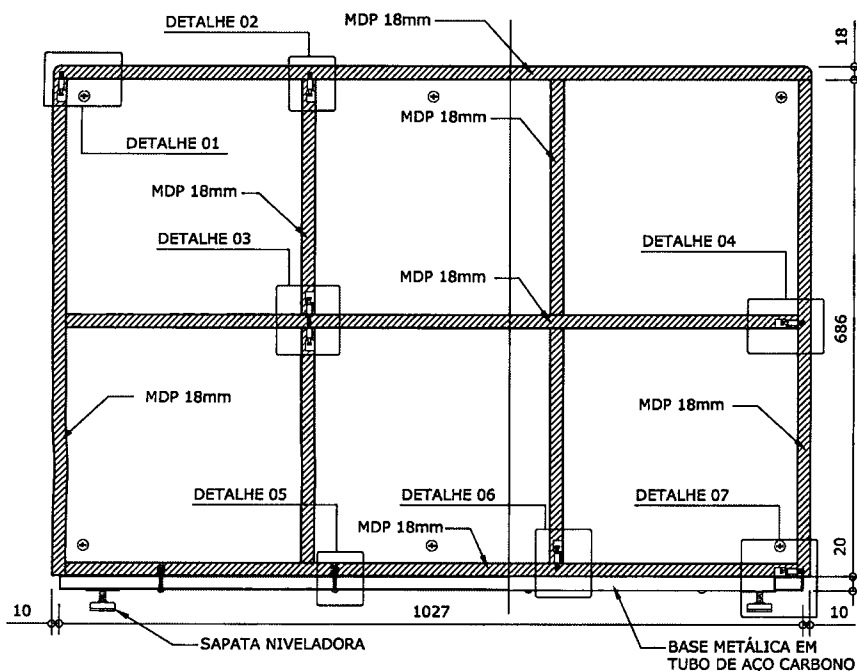 DETALHE 02
MDP 18mm
18
DETALHE 01
MDP 18mm
MDP 18mm
DETALHE 03
DETALHE 04
MDP 18mm
686
MDP 18mm
MDP 18mm
DETALHE 05
DETALHE 06
DETALHE 07
MDP 18mm
20
10
1027
10
SAPATA NIVELADORA
BASE METÁLICA EM
TUBO DE AÇO CARBONO